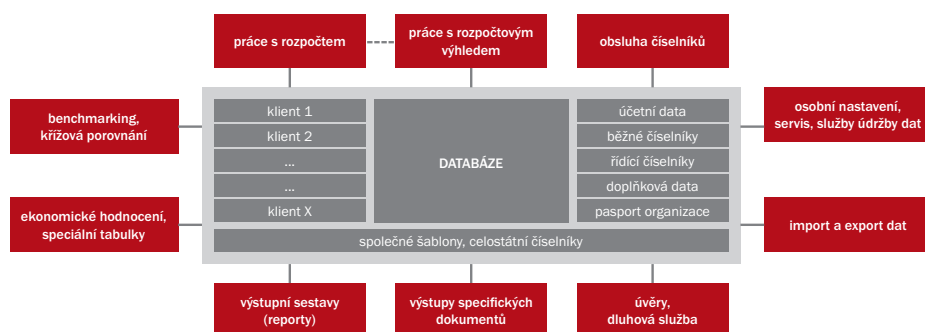 práce s rozpočtem
práce s rozpočtovým
výhledem
obsluha číselníků
benchmarking,
křížová porovnání
klient 1
klient 2
...
...
klient X
DATABÁZE
účetní data
běžné číselníky
řídící číselníky
doplňková data
pasport organizace
osobní nastavení,
servis, služby údržby dat
ekonomické hodnocení,
speciální tabulky
import a export dat
společné šablony, celostátní číselníky
výstupní sestavy
(reporty)
výstupy specifických
dokumentů
úvěry,
dluhová služba